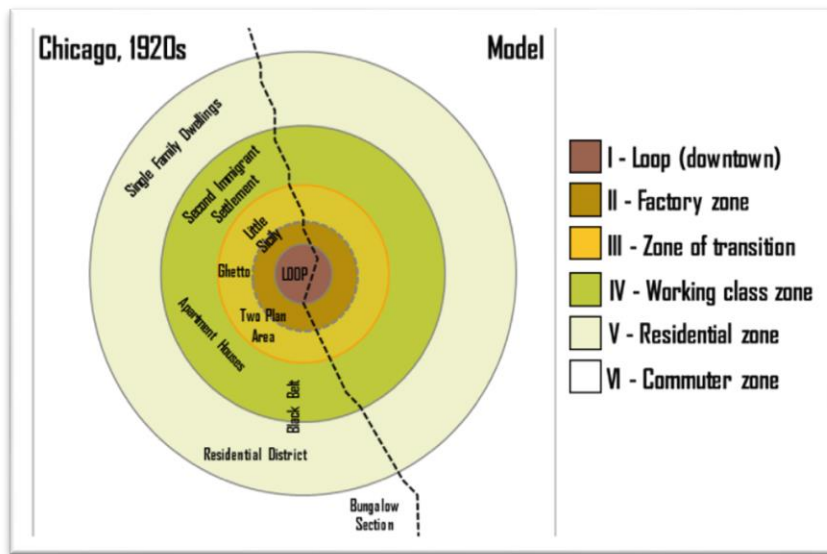 Chicago, 1920s
Model
Single Family Dwellings
Second Immigrant
Settlement
Little
Sicily
Ghetto
LOOP
Two Plan
Area
Apartment Houses
Black Belt
Residential District
Bungalow
Section
I - Loop (downtown)
II - Factory zone
III - Zone of transition
IV - Working class zone
V - Residential zone
VI - Commuter zone